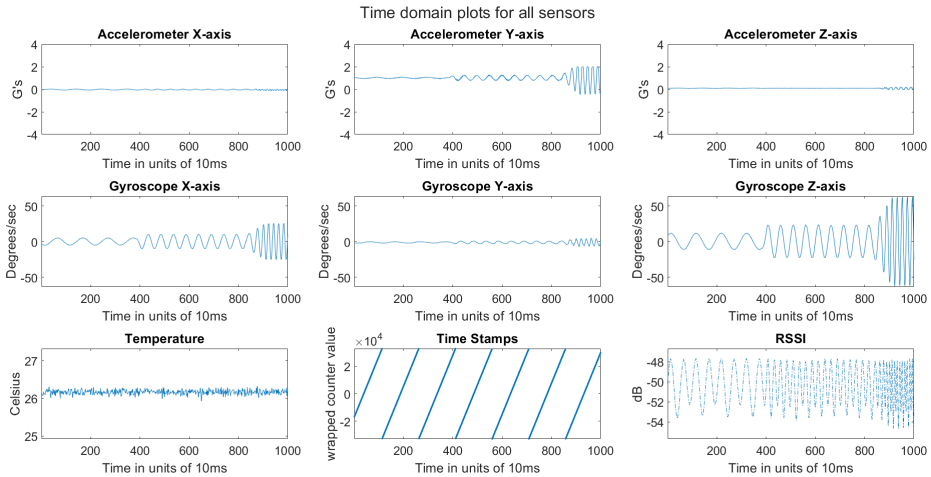 Time domain plots for all sensors
Accelerometer X-axis
4
2
0
-2
-4
G's
200 400 600 800 1000
Time in units of 10ms
Accelerometer Y-axis
4
2
0
-2
-4
G's
200 400 600 800 1000
Time in units of 10ms
Accelerometer Z-axis
4
2
0
-2
-4
G's
200 400 600 800 1000
Time in units of 10ms
Gyroscope X-axis
50
0
-50
Degrees/sec
200 400 600 800 1000
Time in units of 10ms
Gyroscope Y-axis
50
0
-50
Degrees/sec
200 400 600 800 1000
Time in units of 10ms
Gyroscope Z-axis
50
0
-50
Degrees/sec
200 400 600 800 1000
Time in units of 10ms
Temperature
27
26
25
Celsius
200 400 600 800 1000
Time in units of 10ms
Time Stamps
×10⁴
2
0
-2
wrapped counter value
200 400 600 800 1000
Time in units of 10ms
RSSI
-48
-50
-52
-54
dB
200 400 600 800 1000
Time in units of 10ms